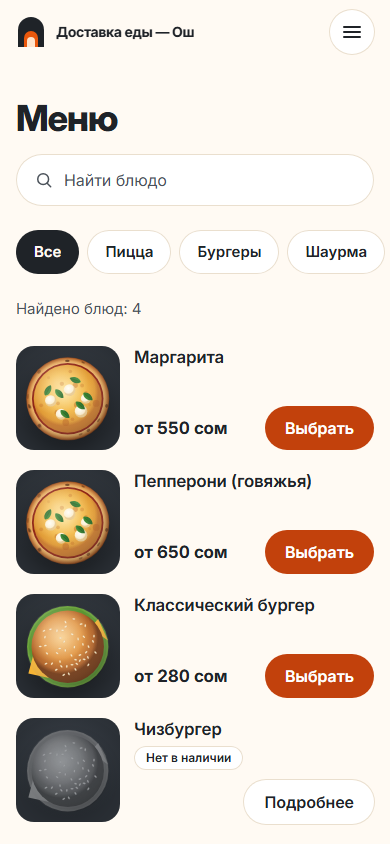 Доставка еды — Ош
Меню
Найти блюдо
Все
Пицца
Бургеры
Шаурма
Найдено блюд: 4
Маргарита
от 550 сом
Выбрать
Пепперони (говяжья)
от 650 сом
Выбрать
Классический бургер
от 280 сом
Выбрать
Чизбургер
Нет в наличии
Подробнее